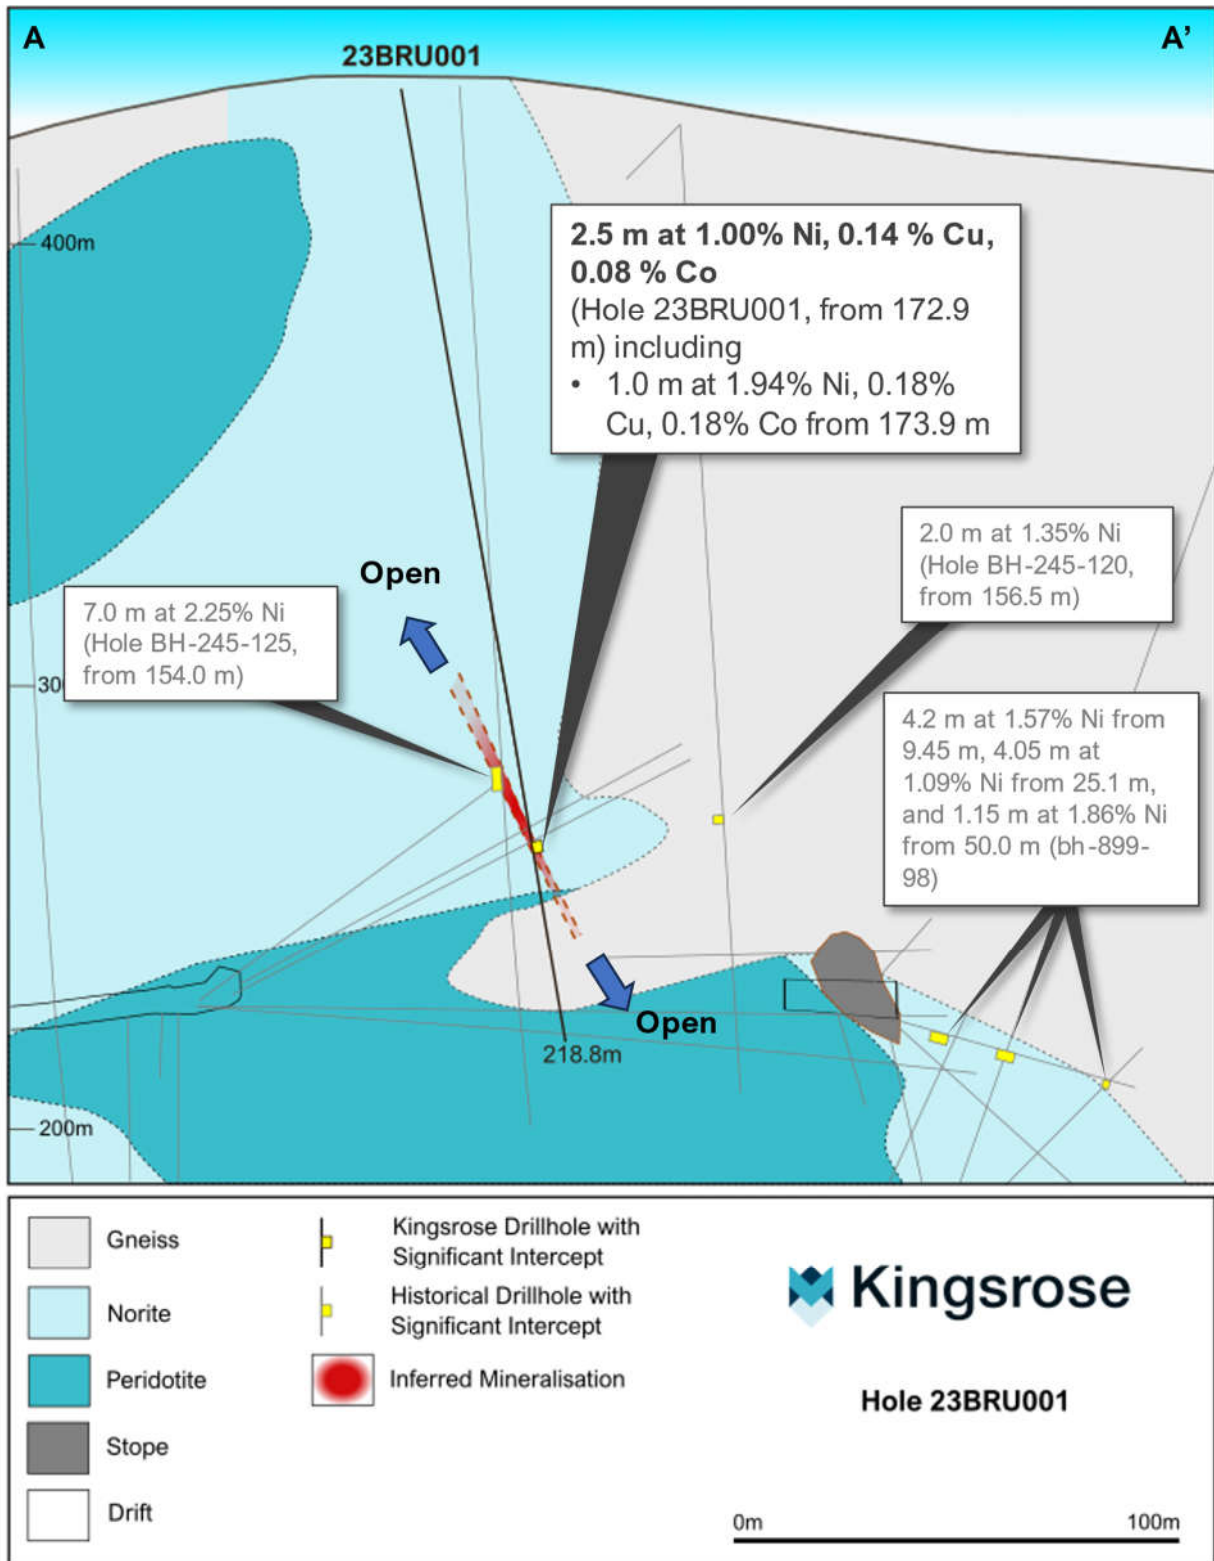 A
A’
23BRU001
400m
2.5 m at 1.00% Ni, 0.14 % Cu,
0.08 % Co
(Hole 23BRU001, from 172.9
m) including
• 1.0 m at 1.94% Ni, 0.18%
Cu, 0.18% Co from 173.9 m
2.0 m at 1.35% Ni
(Hole BH-245-120,
from 156.5 m)
Open
7.0 m at 2.25% Ni
(Hole BH-245-125,
from 154.0 m)
30
4.2 m at 1.57% Ni from
9.45 m, 4.05 m at
1.09% Ni from 25.1 m,
and 1.15 m at 1.86% Ni
from 50.0 m (bh-899-
98)
Open
218.8m
200m
Gneiss
Norite
Peridotite
Stope
Drift
Kingsrose Drillhole with
Significant Intercept
Historical Drillhole with
Significant Intercept
Inferred Mineralisation
Kingsrose
Hole 23BRU001
0m
100m